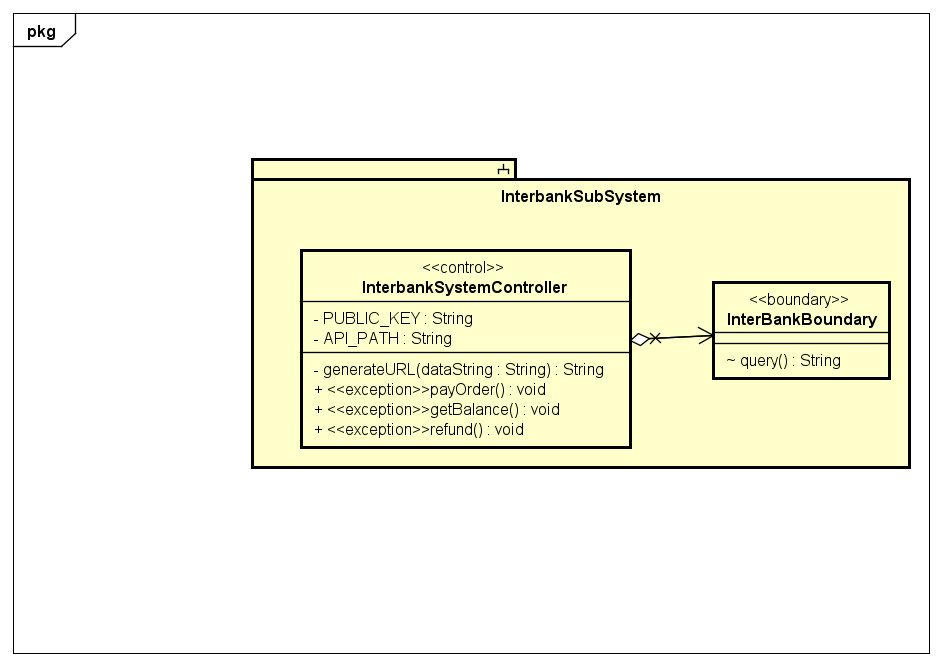 pkg
InterbankSubSystem
<<control>>
InterbankSystemController
- PUBLIC_KEY : String
- API_PATH : String
- generateURL(dataString : String) : String
+ <<exception>>payOrder() : void
+ <<exception>>getBalance() : void
+ <<exception>>refund() : void
<<boundary>>
InterBankBoundary
~ query() : String